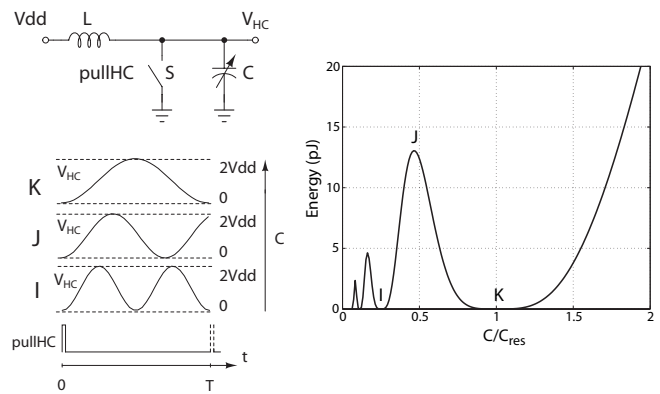 Vdd L V_HC
pullHC S C
K V_HC 2Vdd
0
J V_HC 2Vdd C
0
I V_HC 2Vdd
0
pullHC
t
0 T
Energy (pJ)
20
15
10
5
0
J
I K
0 0.5 1 1.5 2
C/C_res